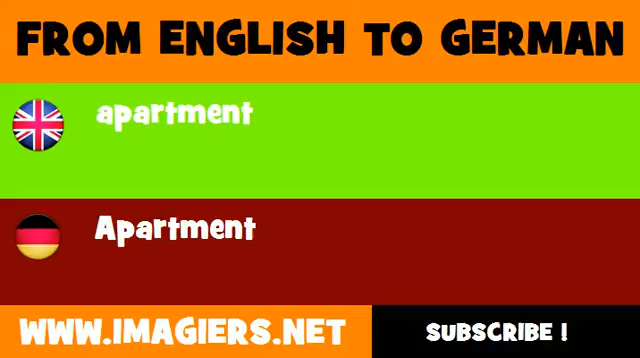 FROM ENGLISH TO GERMAN
apartment
Apartment
WWW.IMAGIERS.NET
SUBSCRIBE !